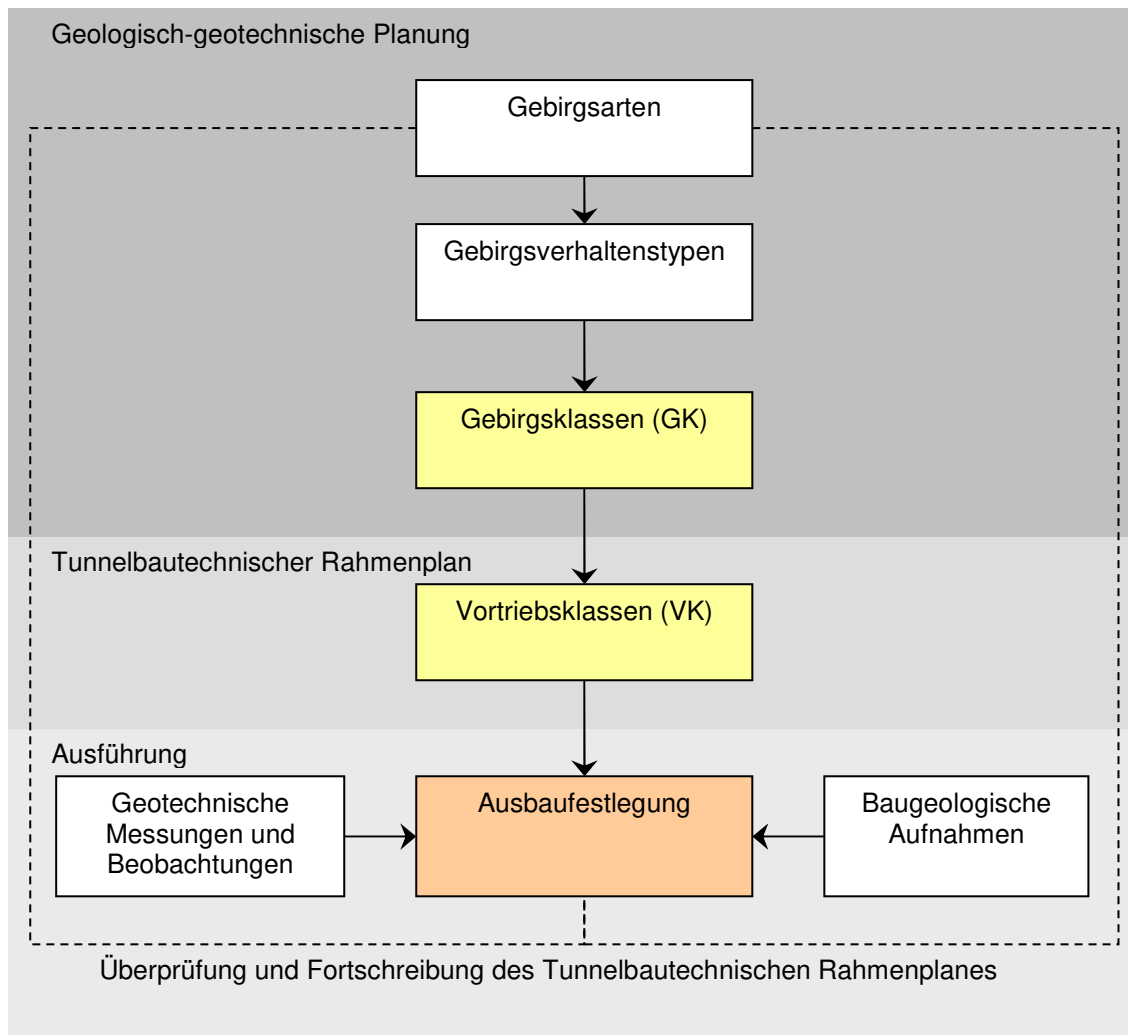 Geologisch-geotechnische Planung
Gebirgsarten
Gebirgsverhaltenstypen
Gebirgsklassen (GK)
Tunnelbautechnischer Rahmenplan
Vortriebsklassen (VK)
Ausführung
Geotechnische
Messungen und
Beobachtungen
Ausbaufestlegung
Baugeologische
Aufnahmen
Überprüfung und Fortschreibung des Tunnelbautechnischen Rahmenplanes